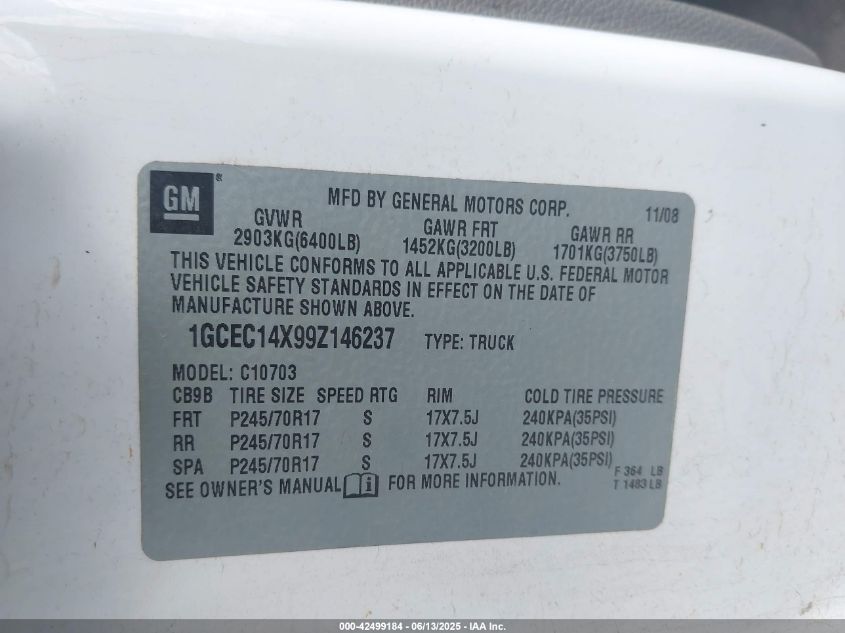 GM®
MFD BY GENERAL MOTORS CORP. 11/08
GVWR GAWR FRT GAWR RR
2903KG(6400LB) 1452KG(3200LB) 1701KG(3750LB)
THIS VEHICLE CONFORMS TO ALL APPLICABLE U.S. FEDERAL MOTOR
VEHICLE SAFETY STANDARDS IN EFFECT ON THE DATE OF
MANUFACTURE SHOWN ABOVE.
1GCEC14X99Z146237 TYPE: TRUCK
MODEL: C10703
CB9B TIRE SIZE SPEED RTG RIM COLD TIRE PRESSURE
FRT P245/70R17 S 17X7.5J 240KPA(35PSI)
RR P245/70R17 S 17X7.5J 240KPA(35PSI)
SPA P245/70R17 S 17X7.5J 240KPA(35PSI)
SEE OWNER'S MANUAL i FOR MORE INFORMATION.
F 364 LB
T 1483 LB
000-42499184 - 06/13/2025 - IAA Inc.